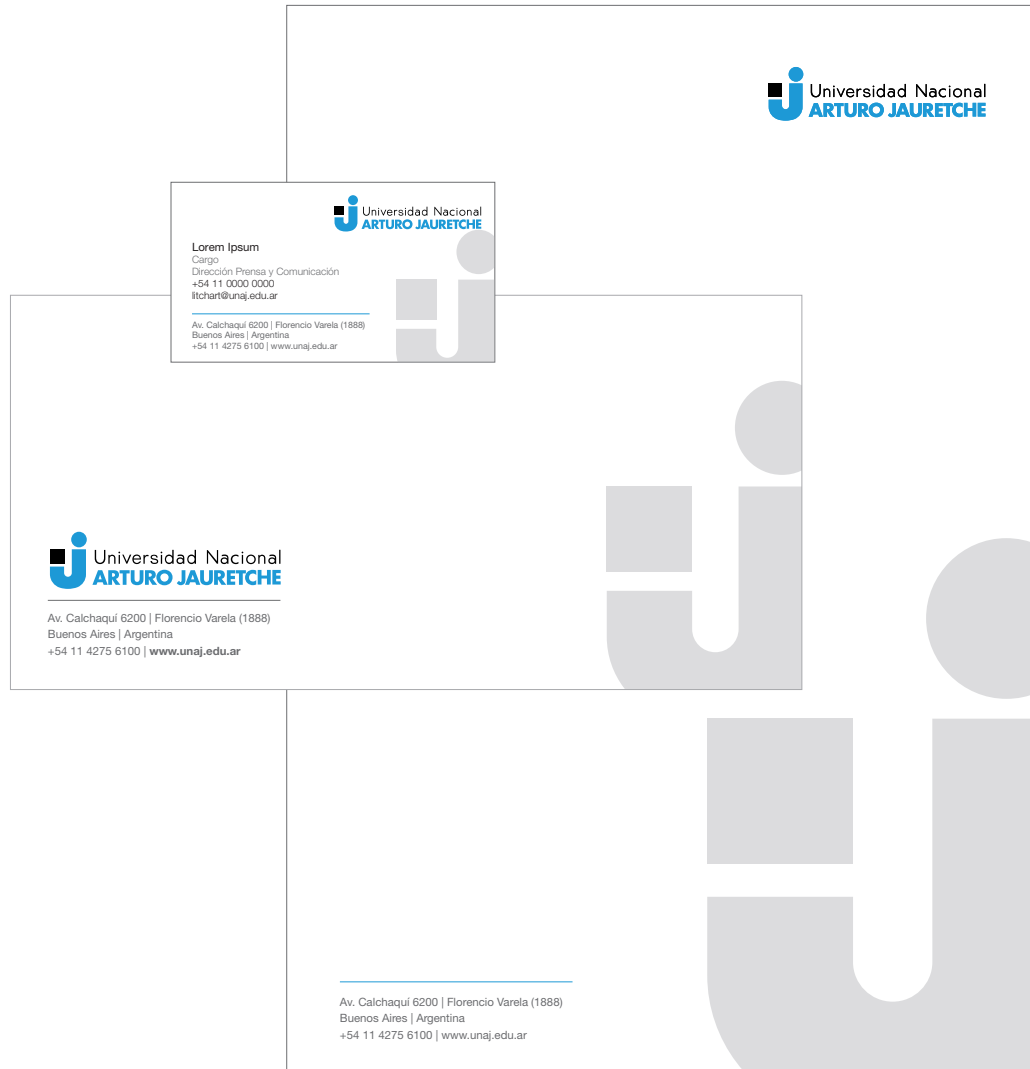 Universidad Nacional
ARTURO JAURETCHE
Universidad Nacional
ARTURO JAURETCHE
Lorem Ipsum
Cargo
Dirección Prensa y Comunicación
+54 11 0000 0000
litchart@unaj.edu.ar
Av. Calchaquí 6200 | Florencio Varela (1888)
Buenos Aires | Argentina
+54 11 4275 6100 | www.unaj.edu.ar
Universidad Nacional
ARTURO JAURETCHE
Av. Calchaquí 6200 | Florencio Varela (1888)
Buenos Aires | Argentina
+54 11 4275 6100 | www.unaj.edu.ar
Av. Calchaquí 6200 | Florencio Varela (1888)
Buenos Aires | Argentina
+54 11 4275 6100 | www.unaj.edu.ar